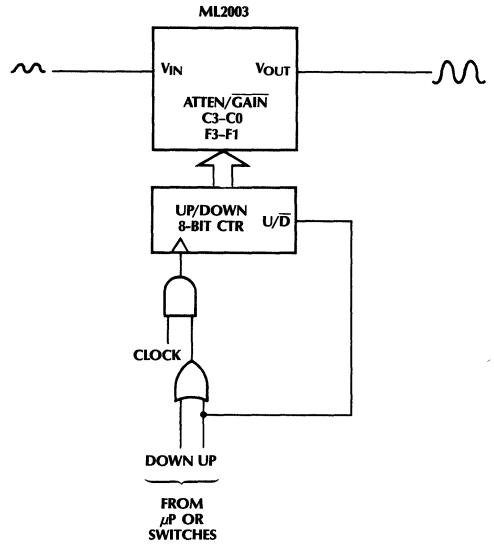 ML2003
VIN
VOUT
ATTEN/GAIN
C3–C0
F3–F1
UP/DOWN
8-BIT CTR
U/D
CLOCK
DOWN UP
FROM
µP OR
SWITCHES